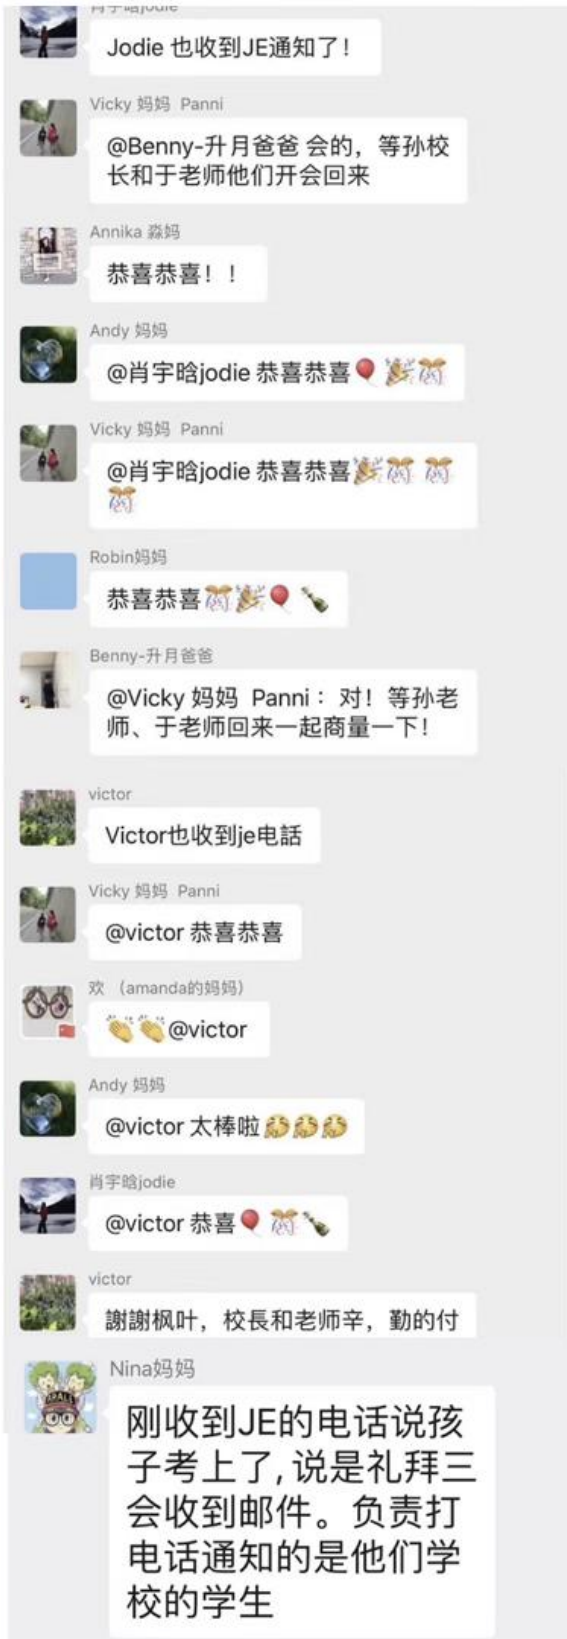 肖宇晗jodie
Jodie 也收到JE通知了！
Vicky 妈妈 Panni
@Benny-升月爸爸 会的，等孙校
长和于老师他们开会回来
Annika 淼妈
恭喜恭喜！！
Andy 妈妈
@肖宇晗jodie 恭喜恭喜🎈🎉🎊
Vicky 妈妈 Panni
@肖宇晗jodie 恭喜恭喜🎉🎊 🎊
🎊
Robin妈妈
恭喜恭喜🎊🎉🎈🍾
Benny-升月爸爸
@Vicky 妈妈 Panni： 对！等孙老
师、于老师回来一起商量一下！
victor
Victor也收到je电話
Vicky 妈妈 Panni
@victor 恭喜恭喜
欢 （amanda的妈妈）
👏👏@victor
Andy 妈妈
@victor 太棒啦
肖宇晗jodie
@victor 恭喜🎈 🎊🍾
victor
謝謝枫叶，校長和老师辛，勤的付
Nina妈妈
ARALE
刚收到JE的电话说孩
子考上了, 说是礼拜三
会收到邮件。负责打
电话通知的是他们学
校的学生